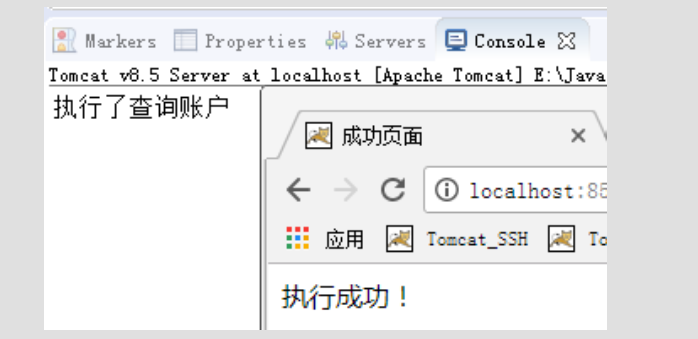 Markers Properties Servers Console
Tomcat v8.5 Server at localhost [Apache Tomcat] E:\Java
执行了查询账户
成功页面
localhost:85
应用 Tomcat_SSH To
执行成功！